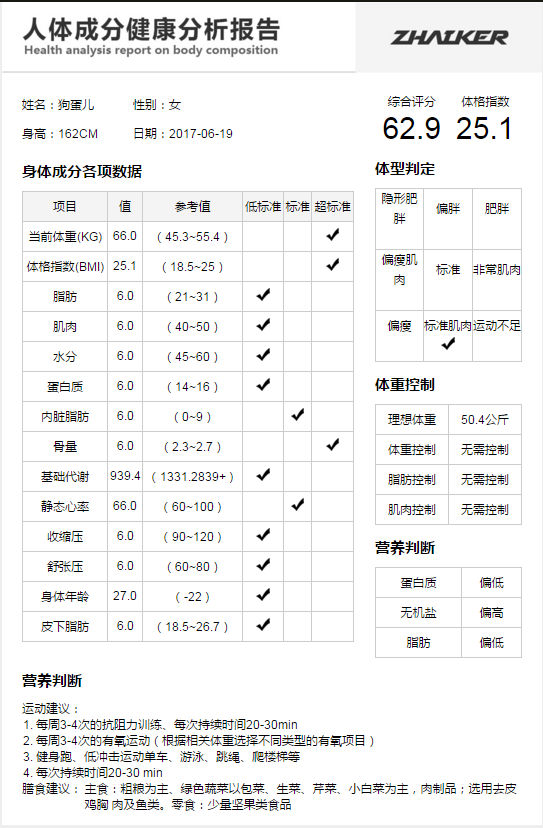 人体成分健康分析报告
Health analysis report on body composition
ZHAIKER
姓名：狗蛋儿 性别：女
身高：162CM 日期：2017-06-19
综合评分 体格指数
62.9 25.1
身体成分各项数据
项目 值 参考值 低标准 标准 超标准
当前体重(KG) 66.0 （45.3~55.4） ✔
体格指数(BMI) 25.1 （18.5~25） ✔
脂肪 6.0 （21~31） ✔
肌肉 6.0 （40~50） ✔
水分 6.0 （45~60） ✔
蛋白质 6.0 （14~16） ✔
内脏脂肪 6.0 （0~9） ✔
骨量 6.0 （2.3~2.7） ✔
基础代谢 939.4 （1331.2839+） ✔
静态心率 66.0 （60~100） ✔
收缩压 6.0 （90~120） ✔
舒张压 6.0 （60~80） ✔
身体年龄 27.0 （-22） ✔
皮下脂肪 6.0 （18.5~26.7） ✔
体型判定
隐形肥胖 偏胖 肥胖
偏瘦肌肉 标准 非常肌肉
偏瘦 标准肌肉 运动不足
✔
体重控制
理想体重 50.4公斤
体重控制 无需控制
脂肪控制 无需控制
肌肉控制 无需控制
营养判断
蛋白质 偏低
无机盐 偏高
脂肪 偏低
营养判断
运动建议：
1. 每周3-4次的抗阻力训练、每次持续时间20-30min
2. 每周3-4次的有氧运动（根据相关体重选择不同类型的有氧项目）
3. 健身跑、低冲击运动单车、游泳、跳绳、爬楼梯等
4. 每次持续时间20-30 min
膳食建议： 主食：粗粮为主、绿色蔬菜以包菜、生菜、芹菜、小白菜为主，肉制品；选用去皮
鸡胸 肉及鱼类。零食：少量坚果类食品